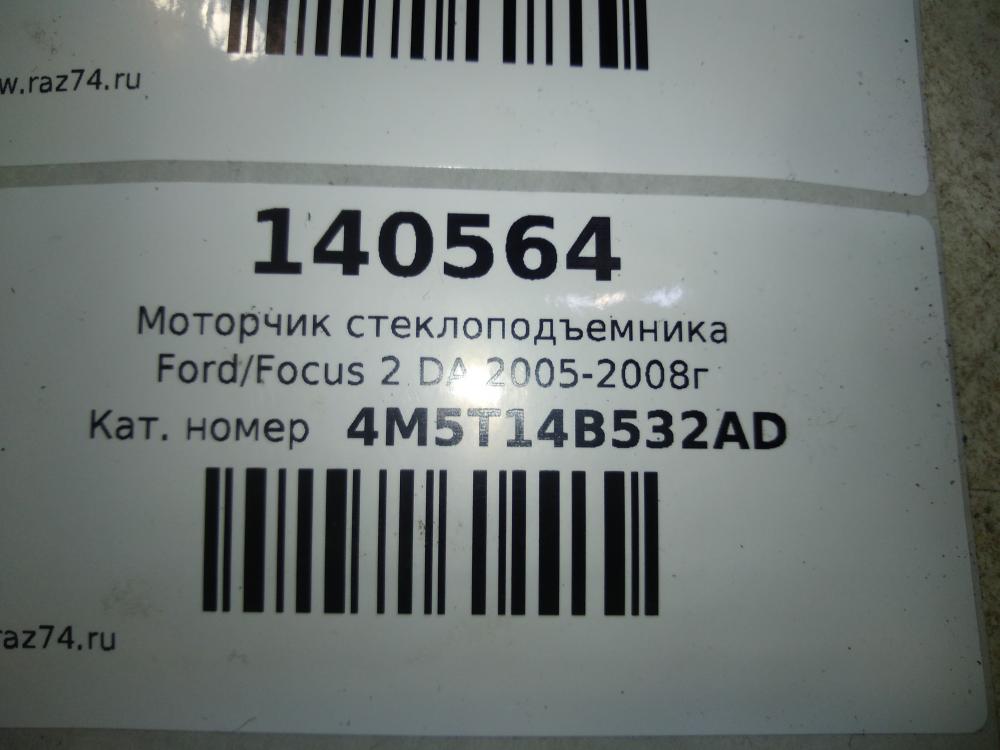 w.raz74.ru
140564
Моторчик стеклоподъемника
Ford/Focus 2 DA 2005-2008г
Кат. номер 4M5T14B532AD
raz74.ru